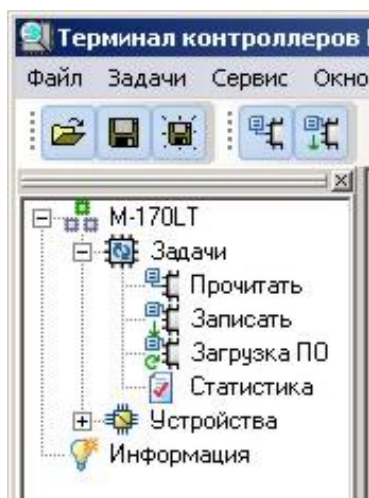 Терминал контроллеров
Файл Задачи Сервис Окно
M-170LT
Задачи
Прочитать
Записать
Загрузка ПО
Статистика
Устройства
Информация